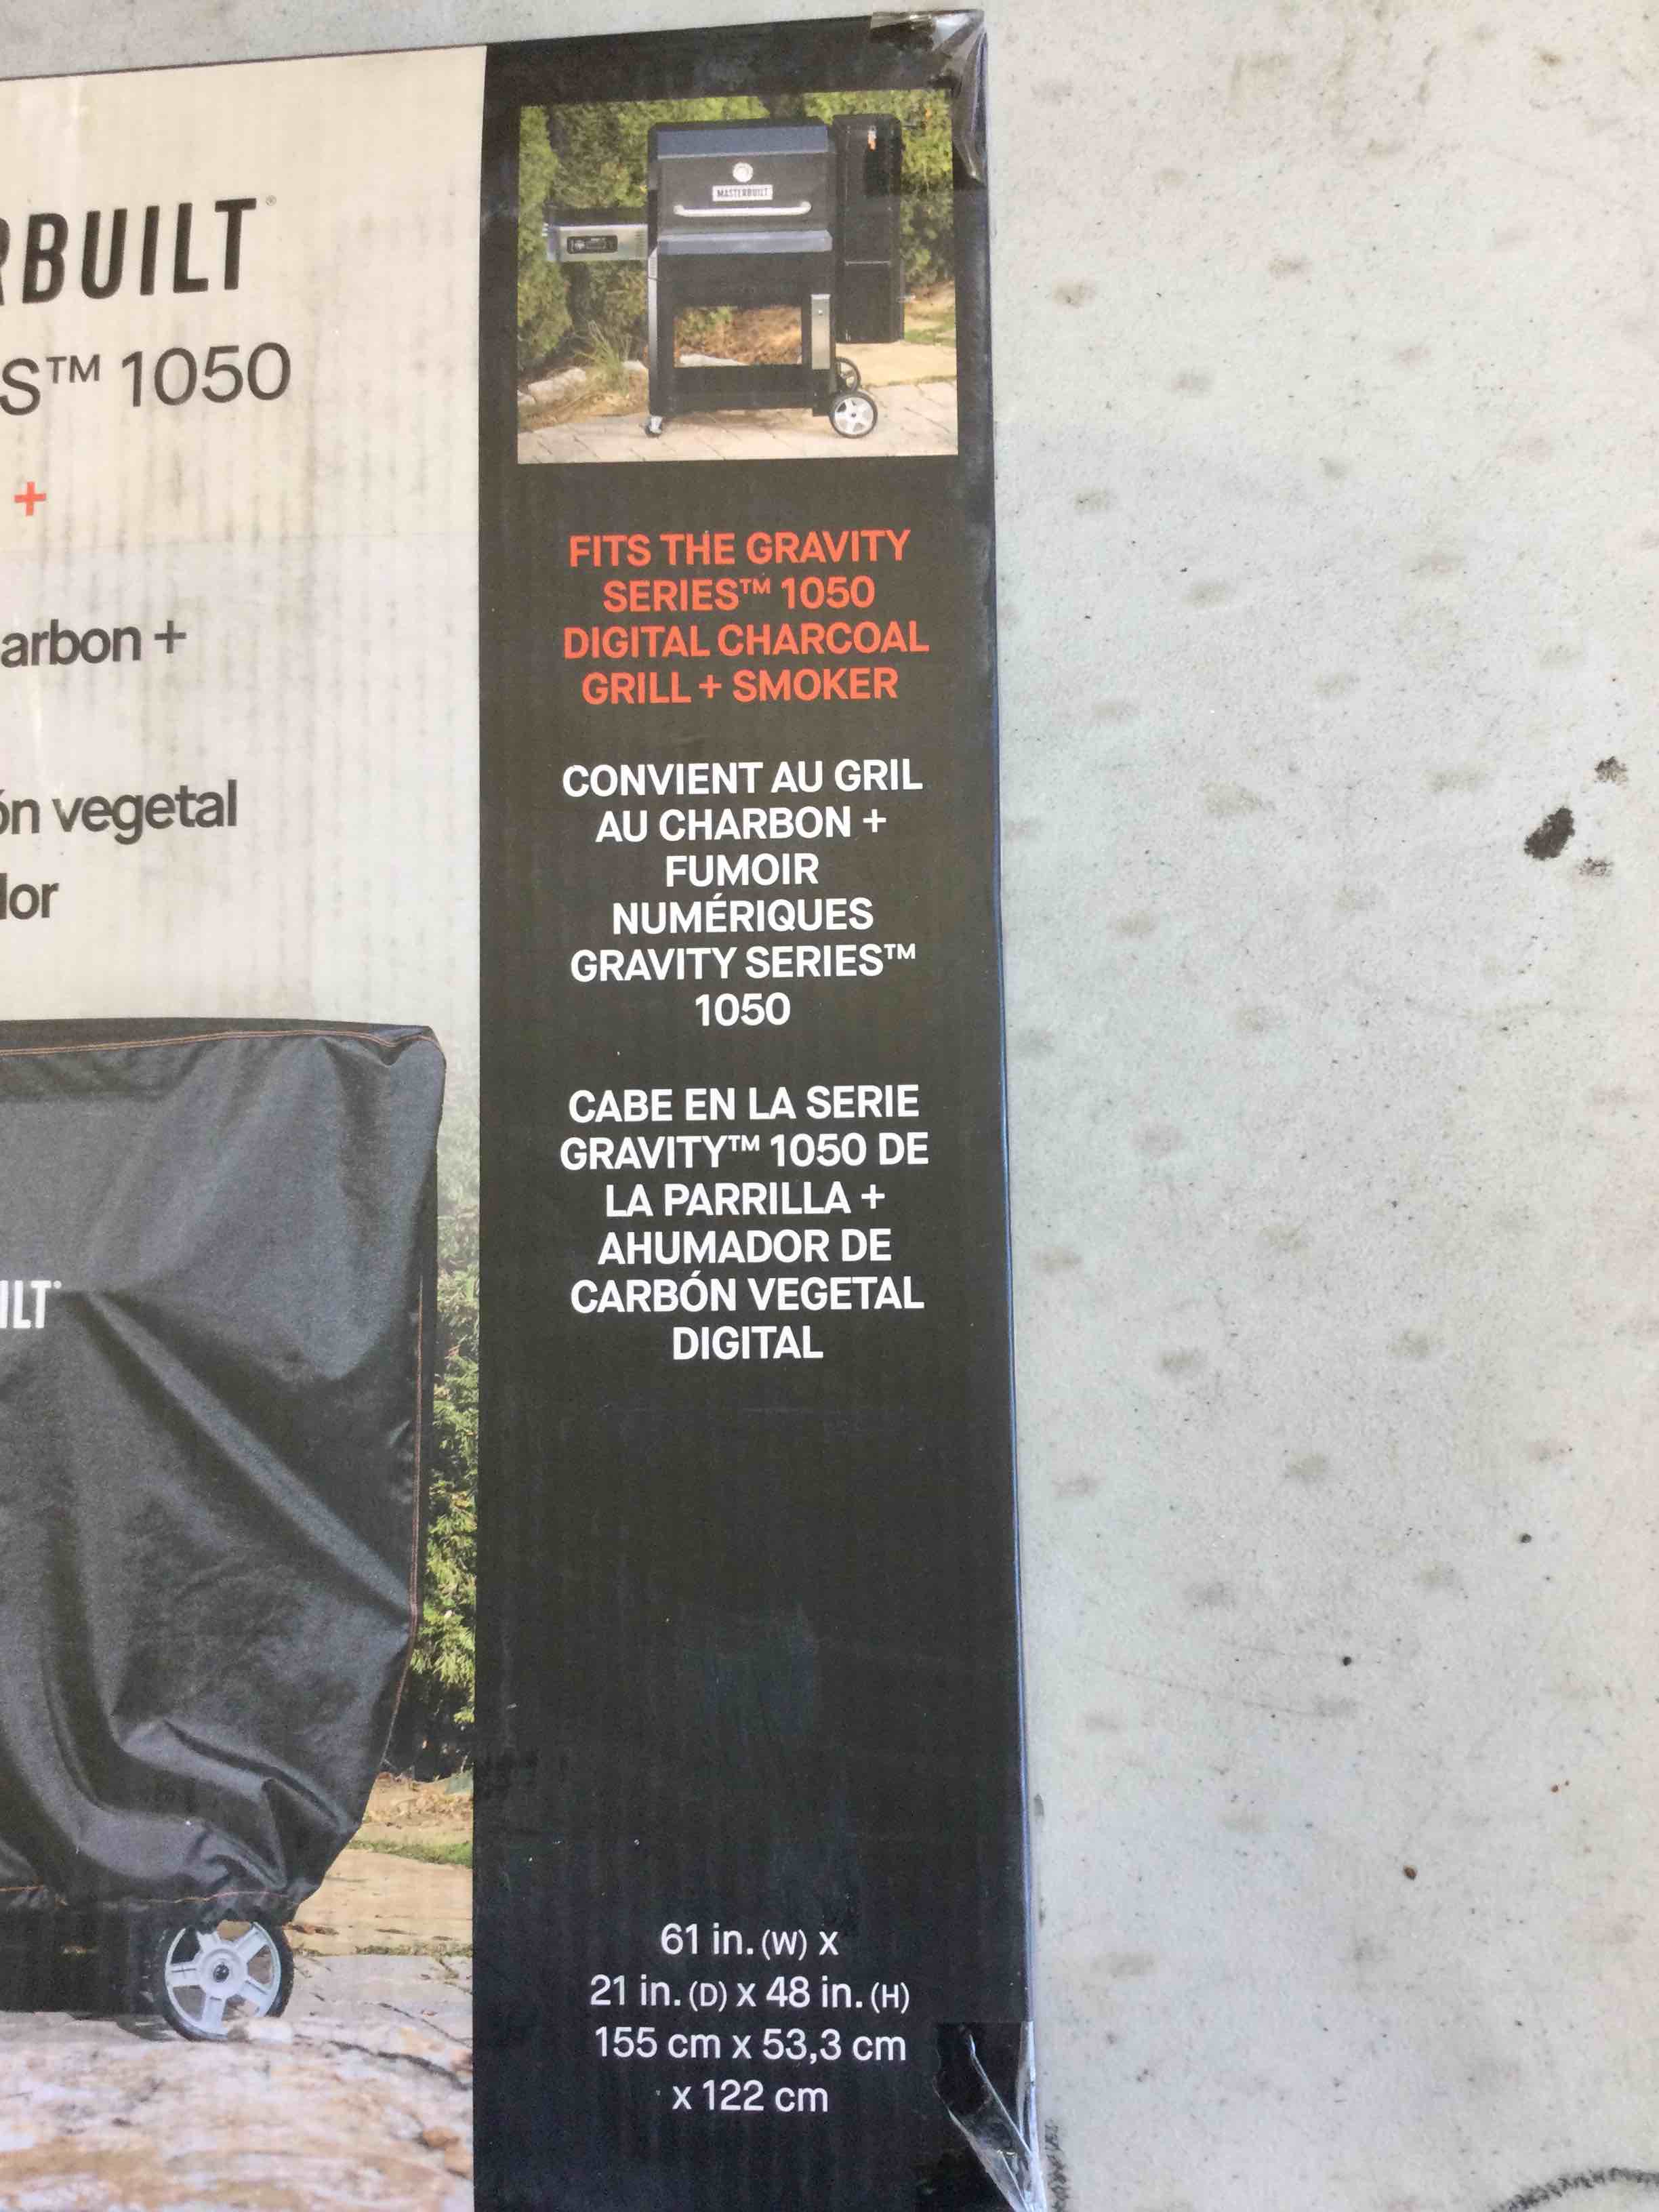 RBUILT®
S™ 1050
+
arbon +
ón vegetal
dor
ILT
MASTERBUILT
FITS THE GRAVITY
SERIES™ 1050
DIGITAL CHARCOAL
GRILL + SMOKER
CONVIENT AU GRIL
AU CHARBON +
FUMOIR
NUMÉRIQUES
GRAVITY SERIES™
1050
CABE EN LA SERIE
GRAVITY™ 1050 DE
LA PARRILLA +
AHUMADOR DE
CARBÓN VEGETAL
DIGITAL
61 in. (W) x
21 in. (D) x 48 in. (H)
155 cm x 53,3 cm
x 122 cm